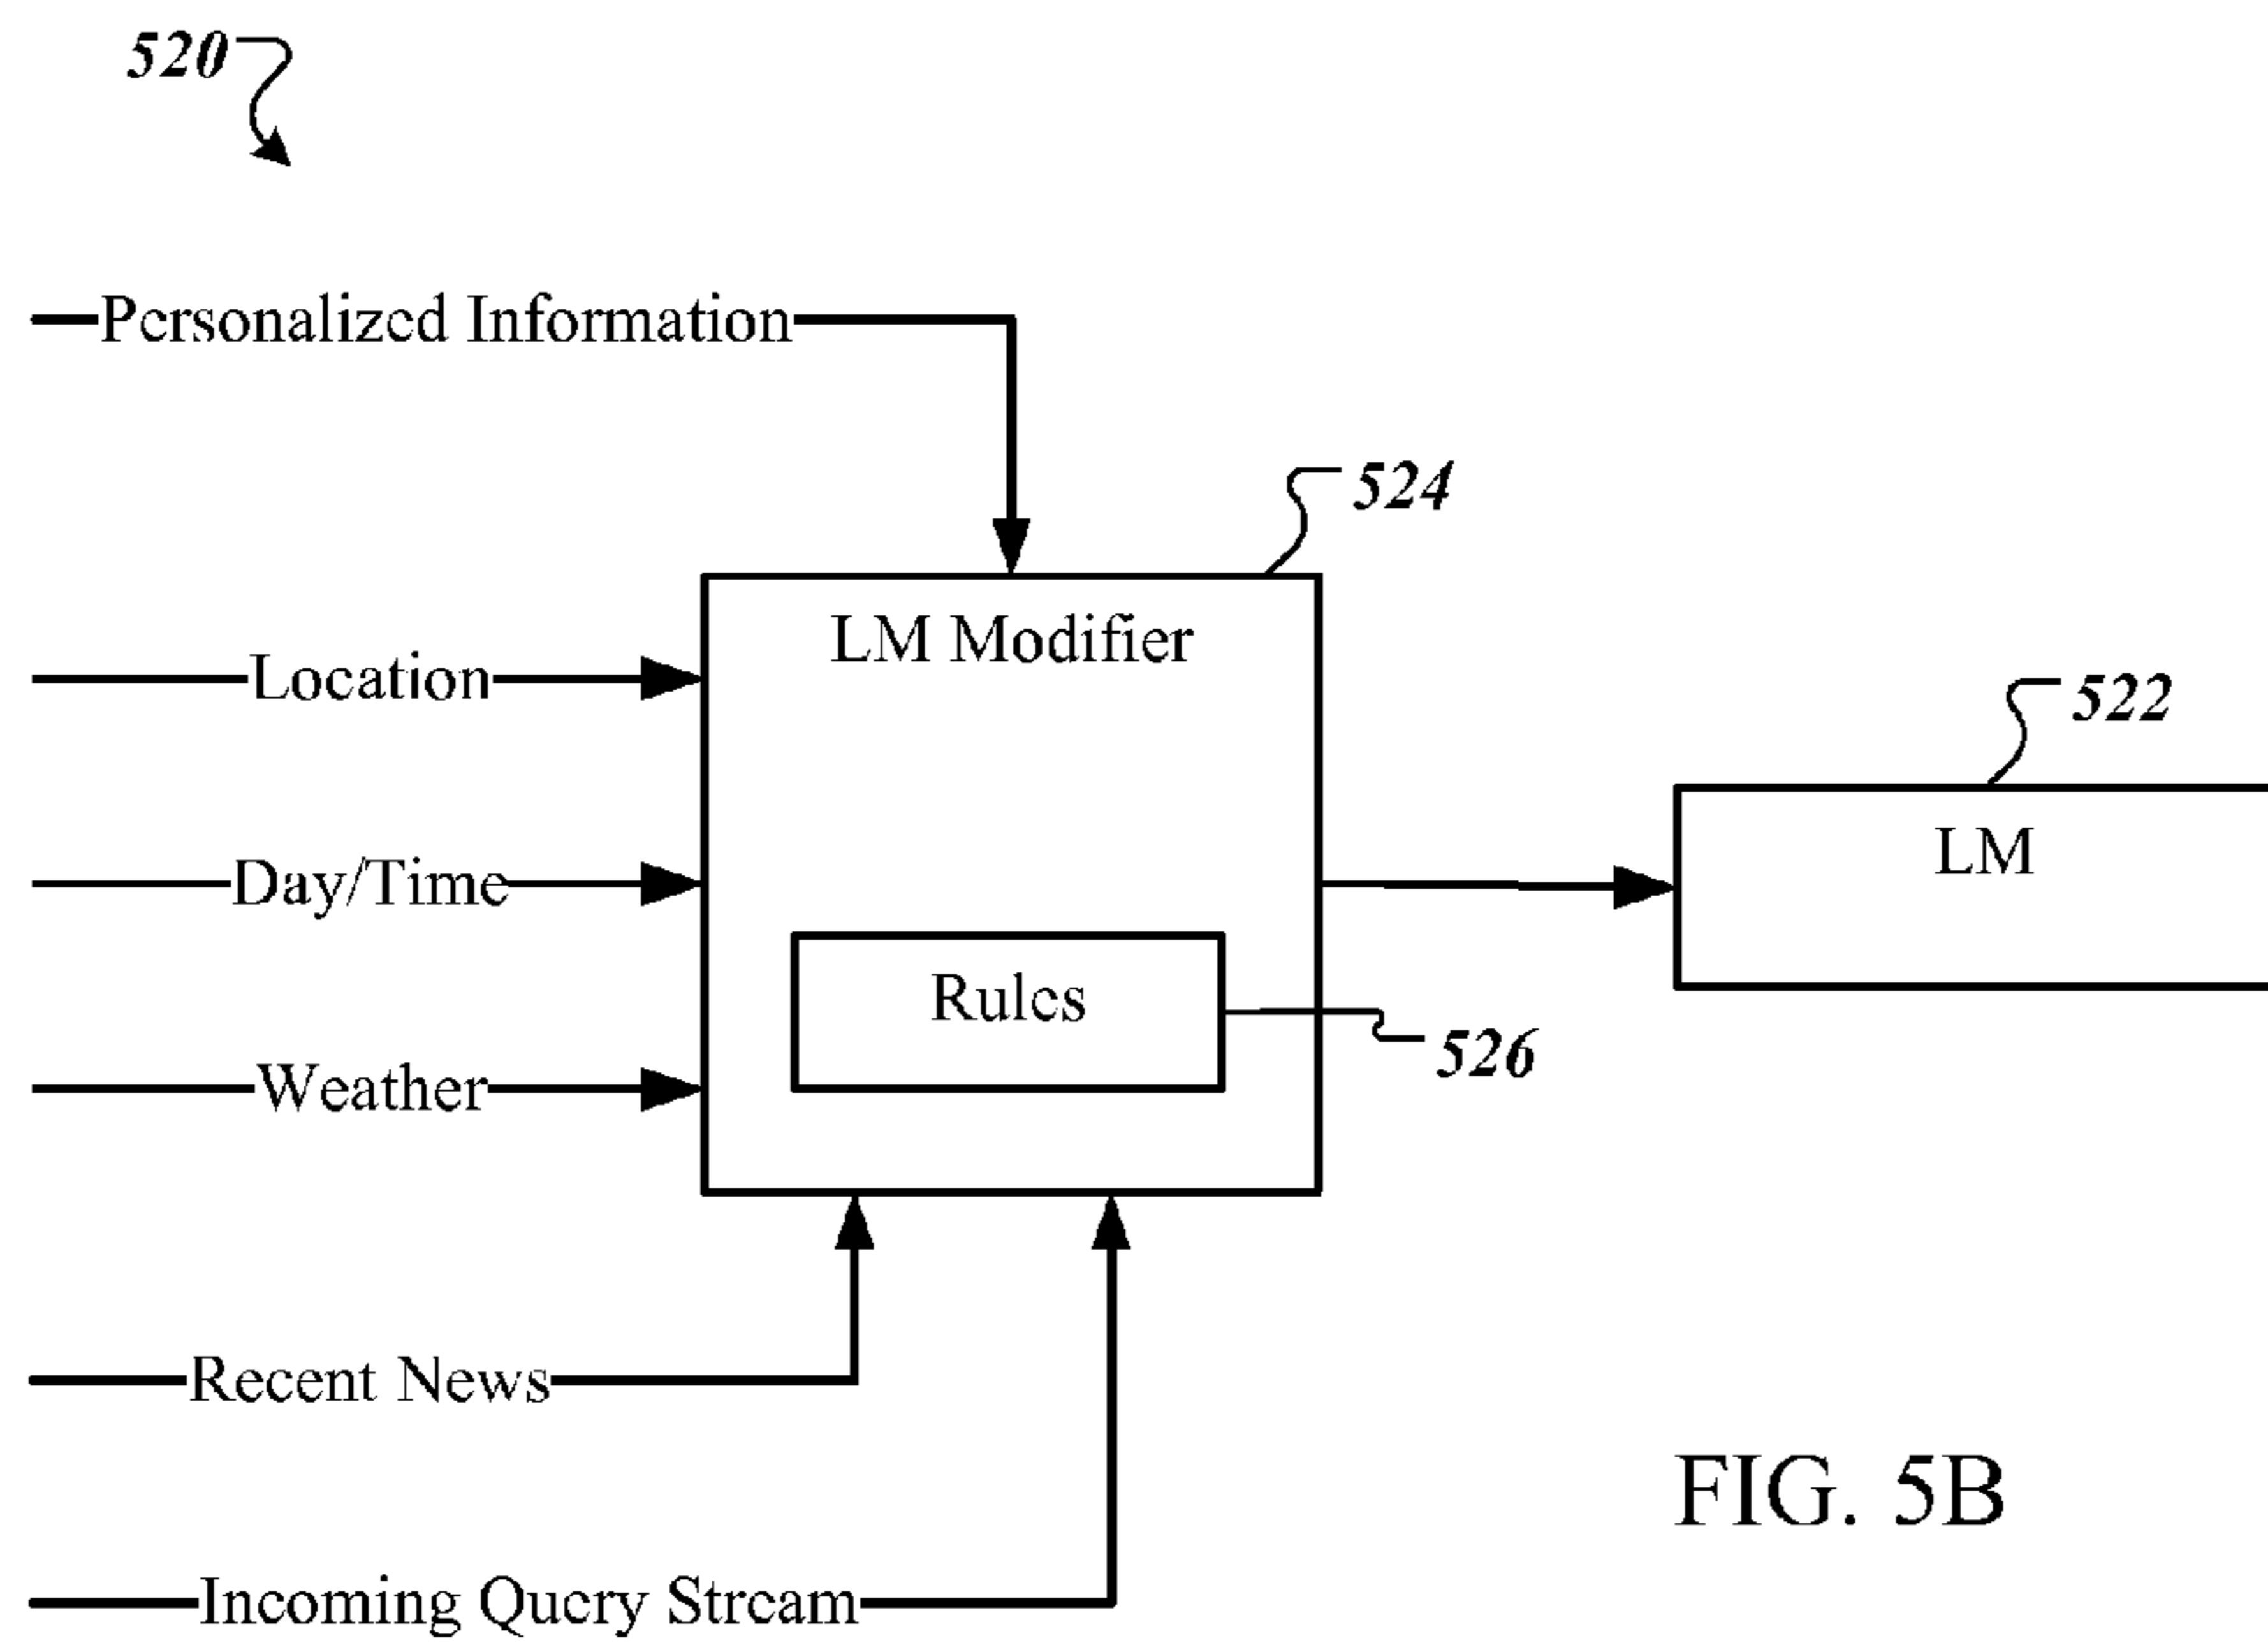 520
Personalized Information
524
LM Modifier
Location
522
LM
Day/Time
Rules
526
Weather
Recent News
FIG. 5B
Incoming Query Stream